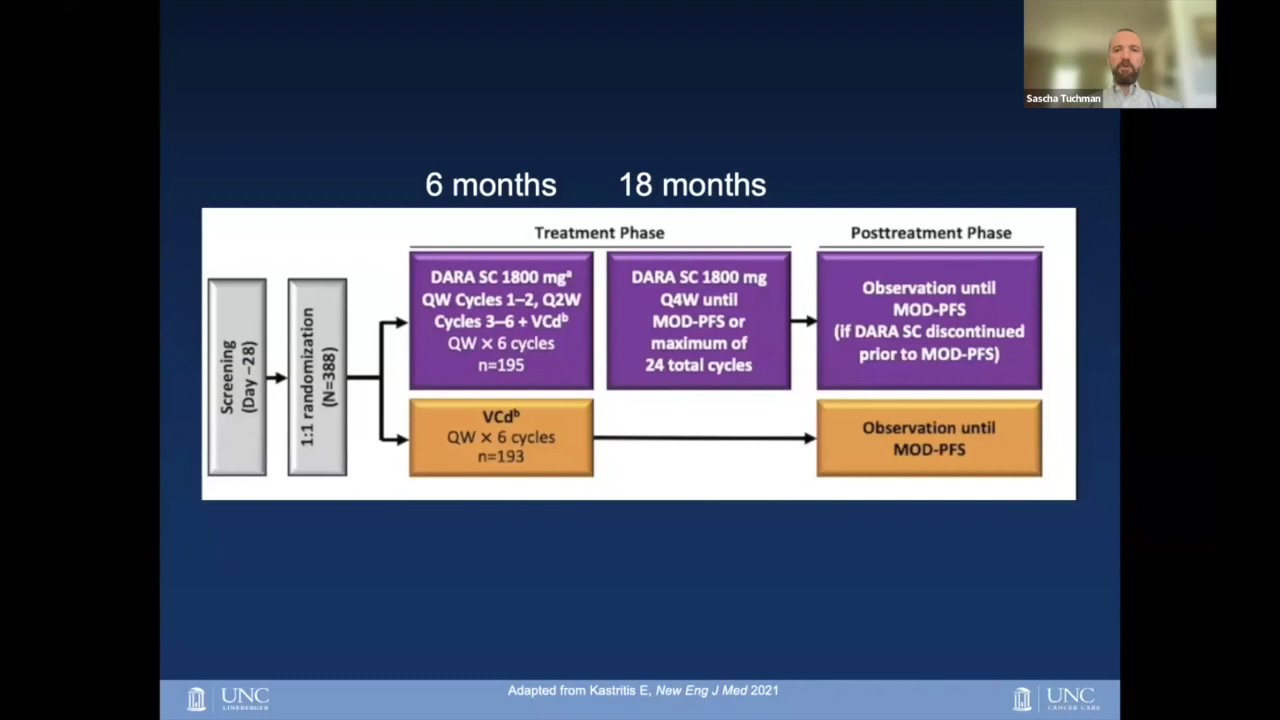 Sascha Tuchman
6 months
18 months
Treatment Phase
Posttreatment Phase
Screening
(Day −28)
1:1 randomization
(N=388)
DARA SC 1800 mgᵃ
QW Cycles 1–2, Q2W
Cycles 3–6 + VCdᵇ
QW × 6 cycles
n=195
DARA SC 1800 mg
Q4W until
MOD-PFS or
maximum of
24 total cycles
Observation until
MOD-PFS
(if DARA SC discontinued
prior to MOD-PFS)
VCdᵇ
QW × 6 cycles
n=193
Observation until
MOD-PFS
UNC
LINEBERGER
Adapted from Kastritis E, New Eng J Med 2021
UNC
CANCER CARE